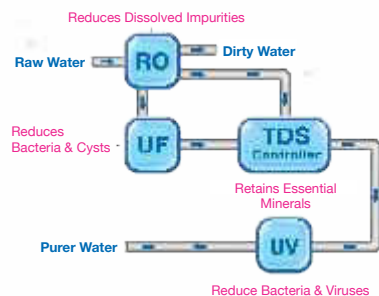 Reduces Dissolved Impurities
Raw Water
RO
Dirty Water
Reduces
Bacteria & Cysts
UF
TDS
Controller
Retains Essential
Minerals
Purer Water
UV
Reduce Bacteria & Viruses